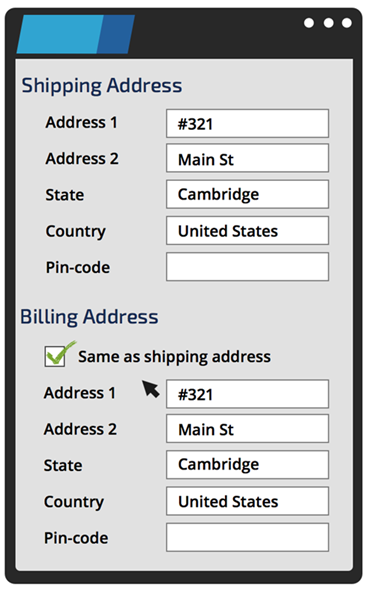 Shipping Address
Address 1 #321
Address 2 Main St
State Cambridge
Country United States
Pin-code
Billing Address
Same as shipping address
Address 1 #321
Address 2 Main St
State Cambridge
Country United States
Pin-code